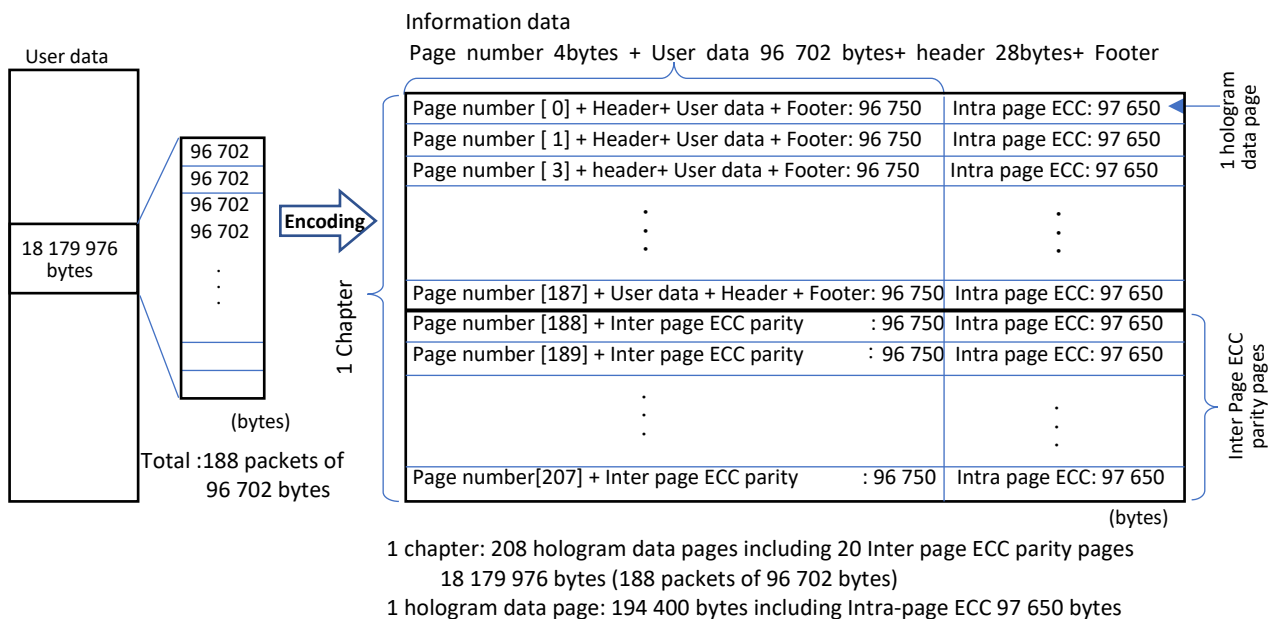 Information data
Page number 4bytes + User data 96 702 bytes+ header 28bytes+ Footer
User data
18 179 976
bytes
96 702
96 702
96 702
96 702
.
.
.
(bytes)
Total :188 packets of
96 702 bytes
Encoding
1 Chapter
Page number [ 0] + Header+ User data + Footer: 96 750 Intra page ECC: 97 650
Page number [ 1] + Header+ User data + Footer: 96 750 Intra page ECC: 97 650
Page number [ 3] + header+ User data + Footer: 96 750 Intra page ECC: 97 650
Page number [187] + User data + Header + Footer: 96 750 Intra page ECC: 97 650
Page number [188] + Inter page ECC parity : 96 750 Intra page ECC: 97 650
Page number [189] + Inter page ECC parity : 96 750 Intra page ECC: 97 650
Page number[207] + Inter page ECC parity : 96 750 Intra page ECC: 97 650
(bytes)
1 hologram
data page
Inter Page ECC
parity pages
1 chapter: 208 hologram data pages including 20 Inter page ECC parity pages
18 179 976 bytes (188 packets of 96 702 bytes)
1 hologram data page: 194 400 bytes including Intra-page ECC 97 650 bytes